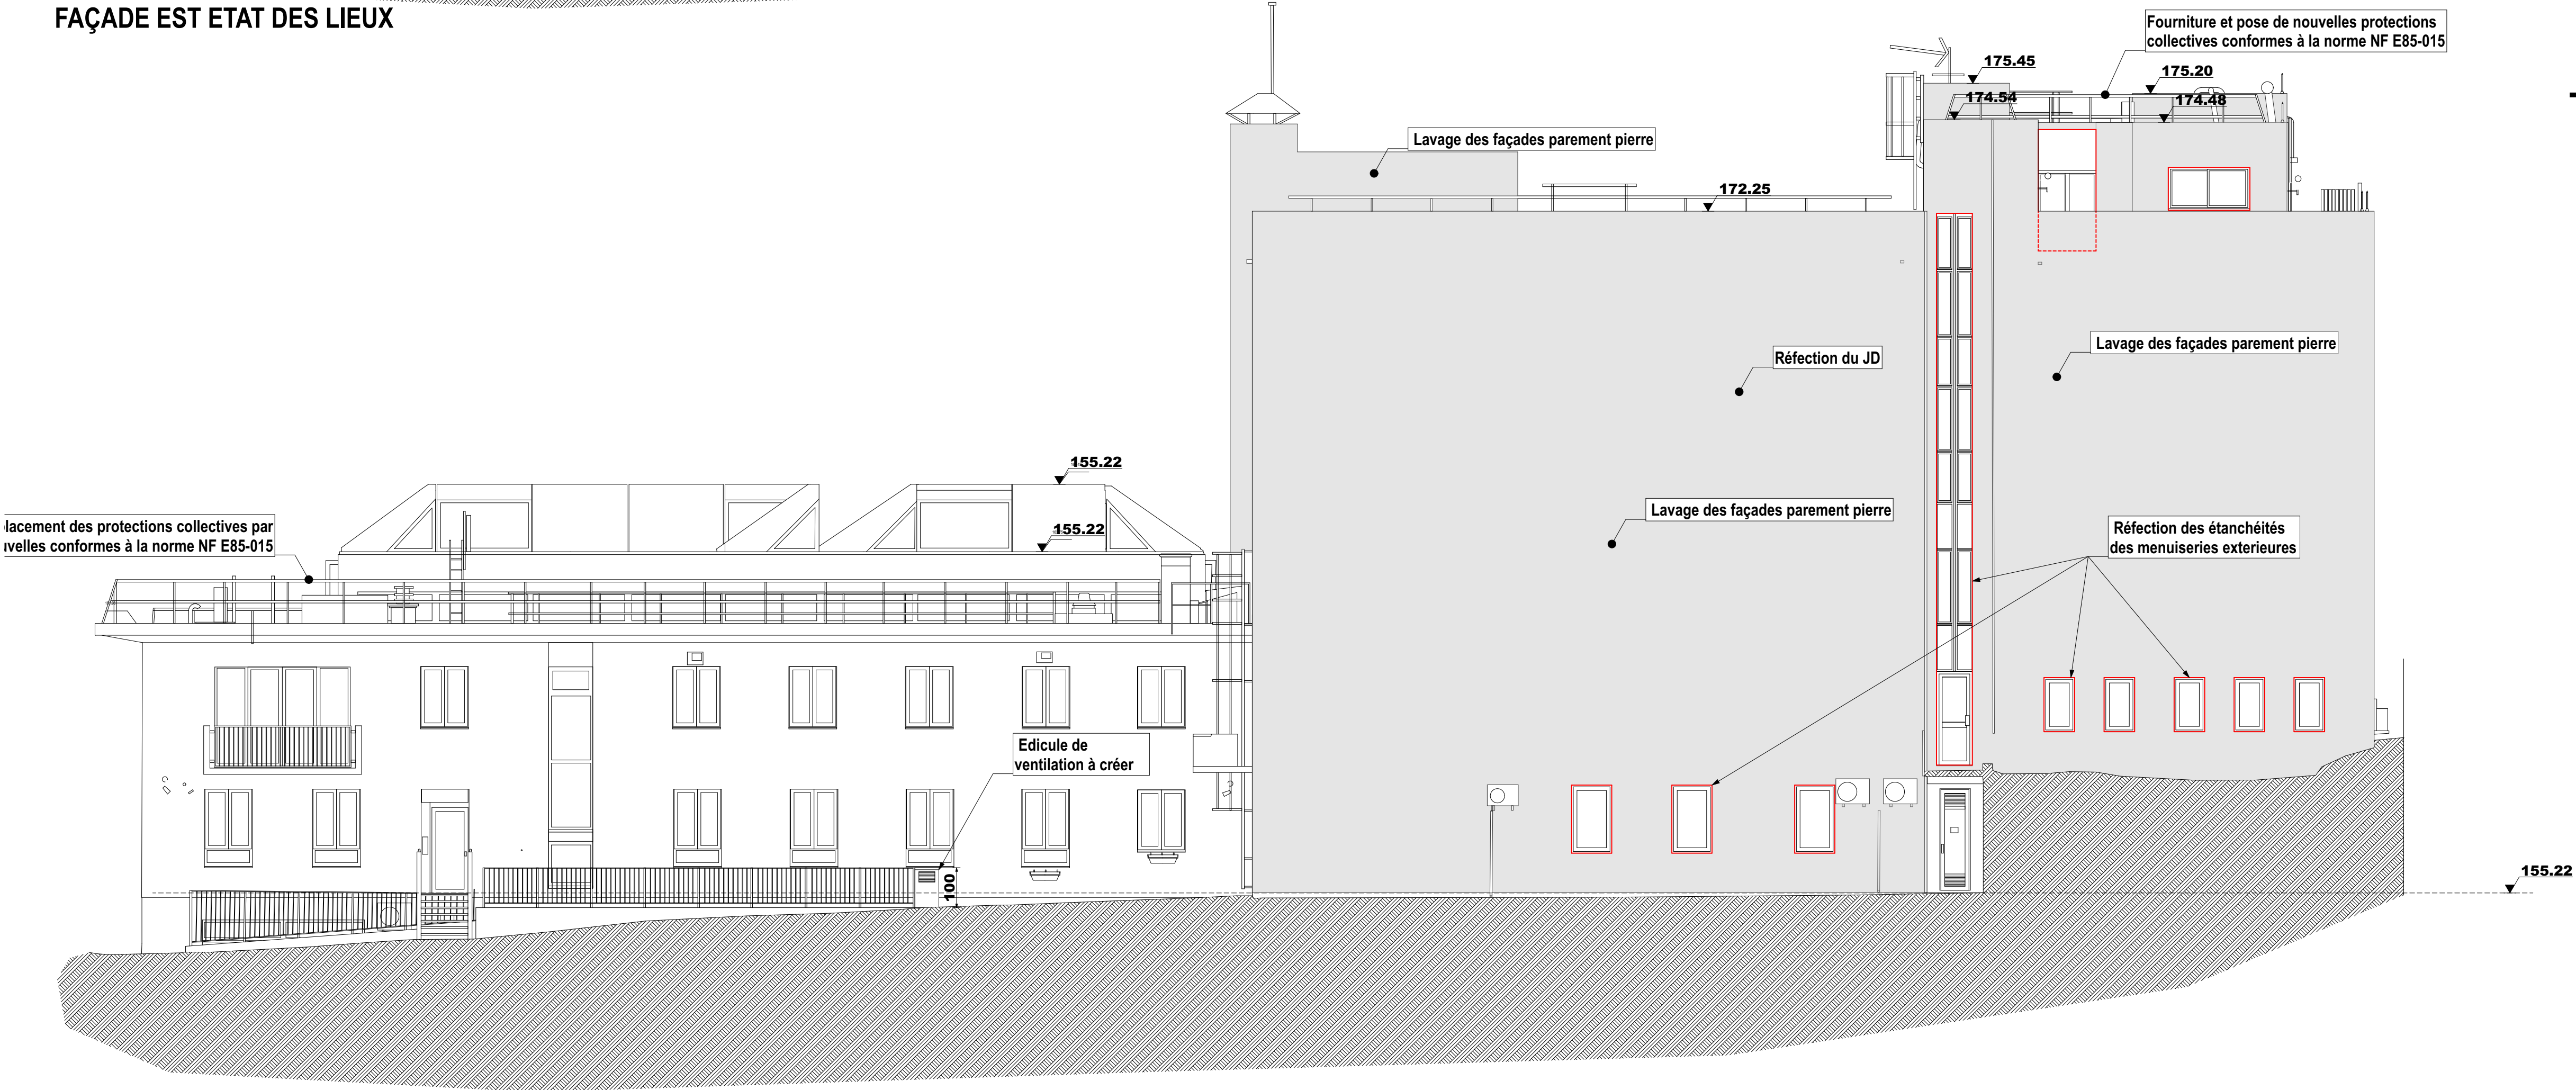 FAÇADE EST ETAT DES LIEUX
Fourniture et pose de nouvelles protections
collectives conformes à la norme NF E85-015
175.45
175.20
174.54
174.48
Lavage des façades parement pierre
172.25
Lavage des façades parement pierre
Réfection du JD
155.22
Lavage des façades parement pierre
155.22
lacement des protections collectives par
velles conformes à la norme NF E85-015
Réfection des étanchéités
des menuiseries exterieures
Edicule de
ventilation à créer
100
155.22